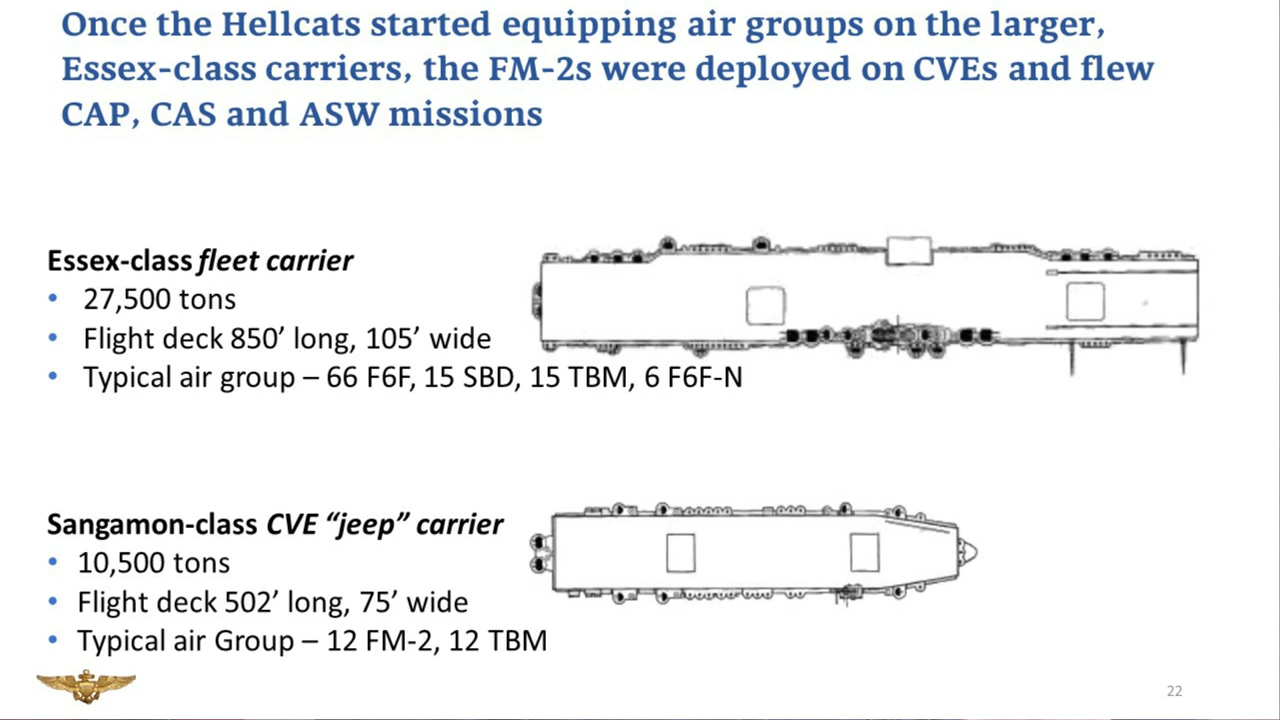 Once the Hellcats started equipping air groups on the larger,
Essex-class carriers, the FM-2s were deployed on CVEs and flew
CAP, CAS and ASW missions
Essex-class fleet carrier
• 27,500 tons
• Flight deck 850’ long, 105’ wide
• Typical air group – 66 F6F, 15 SBD, 15 TBM, 6 F6F-N
Sangamon-class CVE “jeep” carrier
• 10,500 tons
• Flight deck 502’ long, 75’ wide
• Typical air Group – 12 FM-2, 12 TBM
22